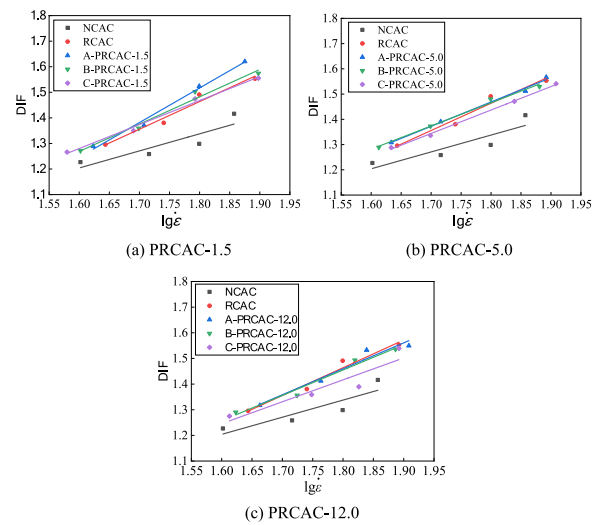 1.8
1.7
1.6
1.5
1.4
1.3
1.2
1.1
DIF
NCAC
RCAC
A-PRCAC-1.5
B-PRCAC-1.5
C-PRCAC-1.5
1.55 1.60 1.65 1.70 1.75 1.80 1.85 1.90 1.95
lgε̇
(a) PRCAC-1.5
1.8
1.7
1.6
1.5
1.4
1.3
1.2
1.1
DIF
NCAC
RCAC
A-PRCAC-5.0
B-PRCAC-5.0
C-PRCAC-5.0
1.55 1.60 1.65 1.70 1.75 1.80 1.85 1.90 1.95
lgε̇
(b) PRCAC-5.0
1.8
1.7
1.6
1.5
1.4
1.3
1.2
1.1
DIF
NCAC
RCAC
A-PRCAC-12.0
B-PRCAC-12.0
C-PRCAC-12.0
1.55 1.60 1.65 1.70 1.75 1.80 1.85 1.90 1.95
lgε̇
(c) PRCAC-12.0